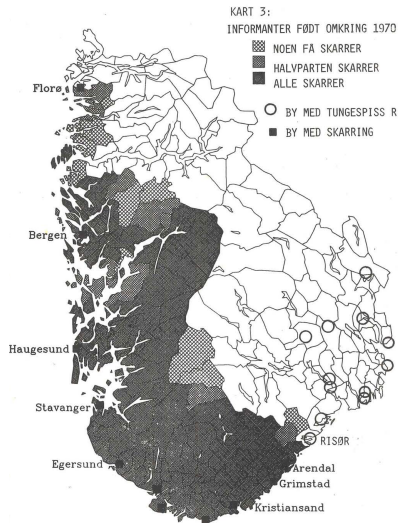 KART 3:
INFORMANTER FØDT OMKRING 1970
NOEN FÅ SKARRER
HALVPARTEN SKARRER
ALLE SKARRER
BY MED TUNGESPISS R
BY MED SKARRING
Florø
Bergen
Haugesund
Stavanger
Egersund
RISØR
Arendal
Grimstad
Kristiansand